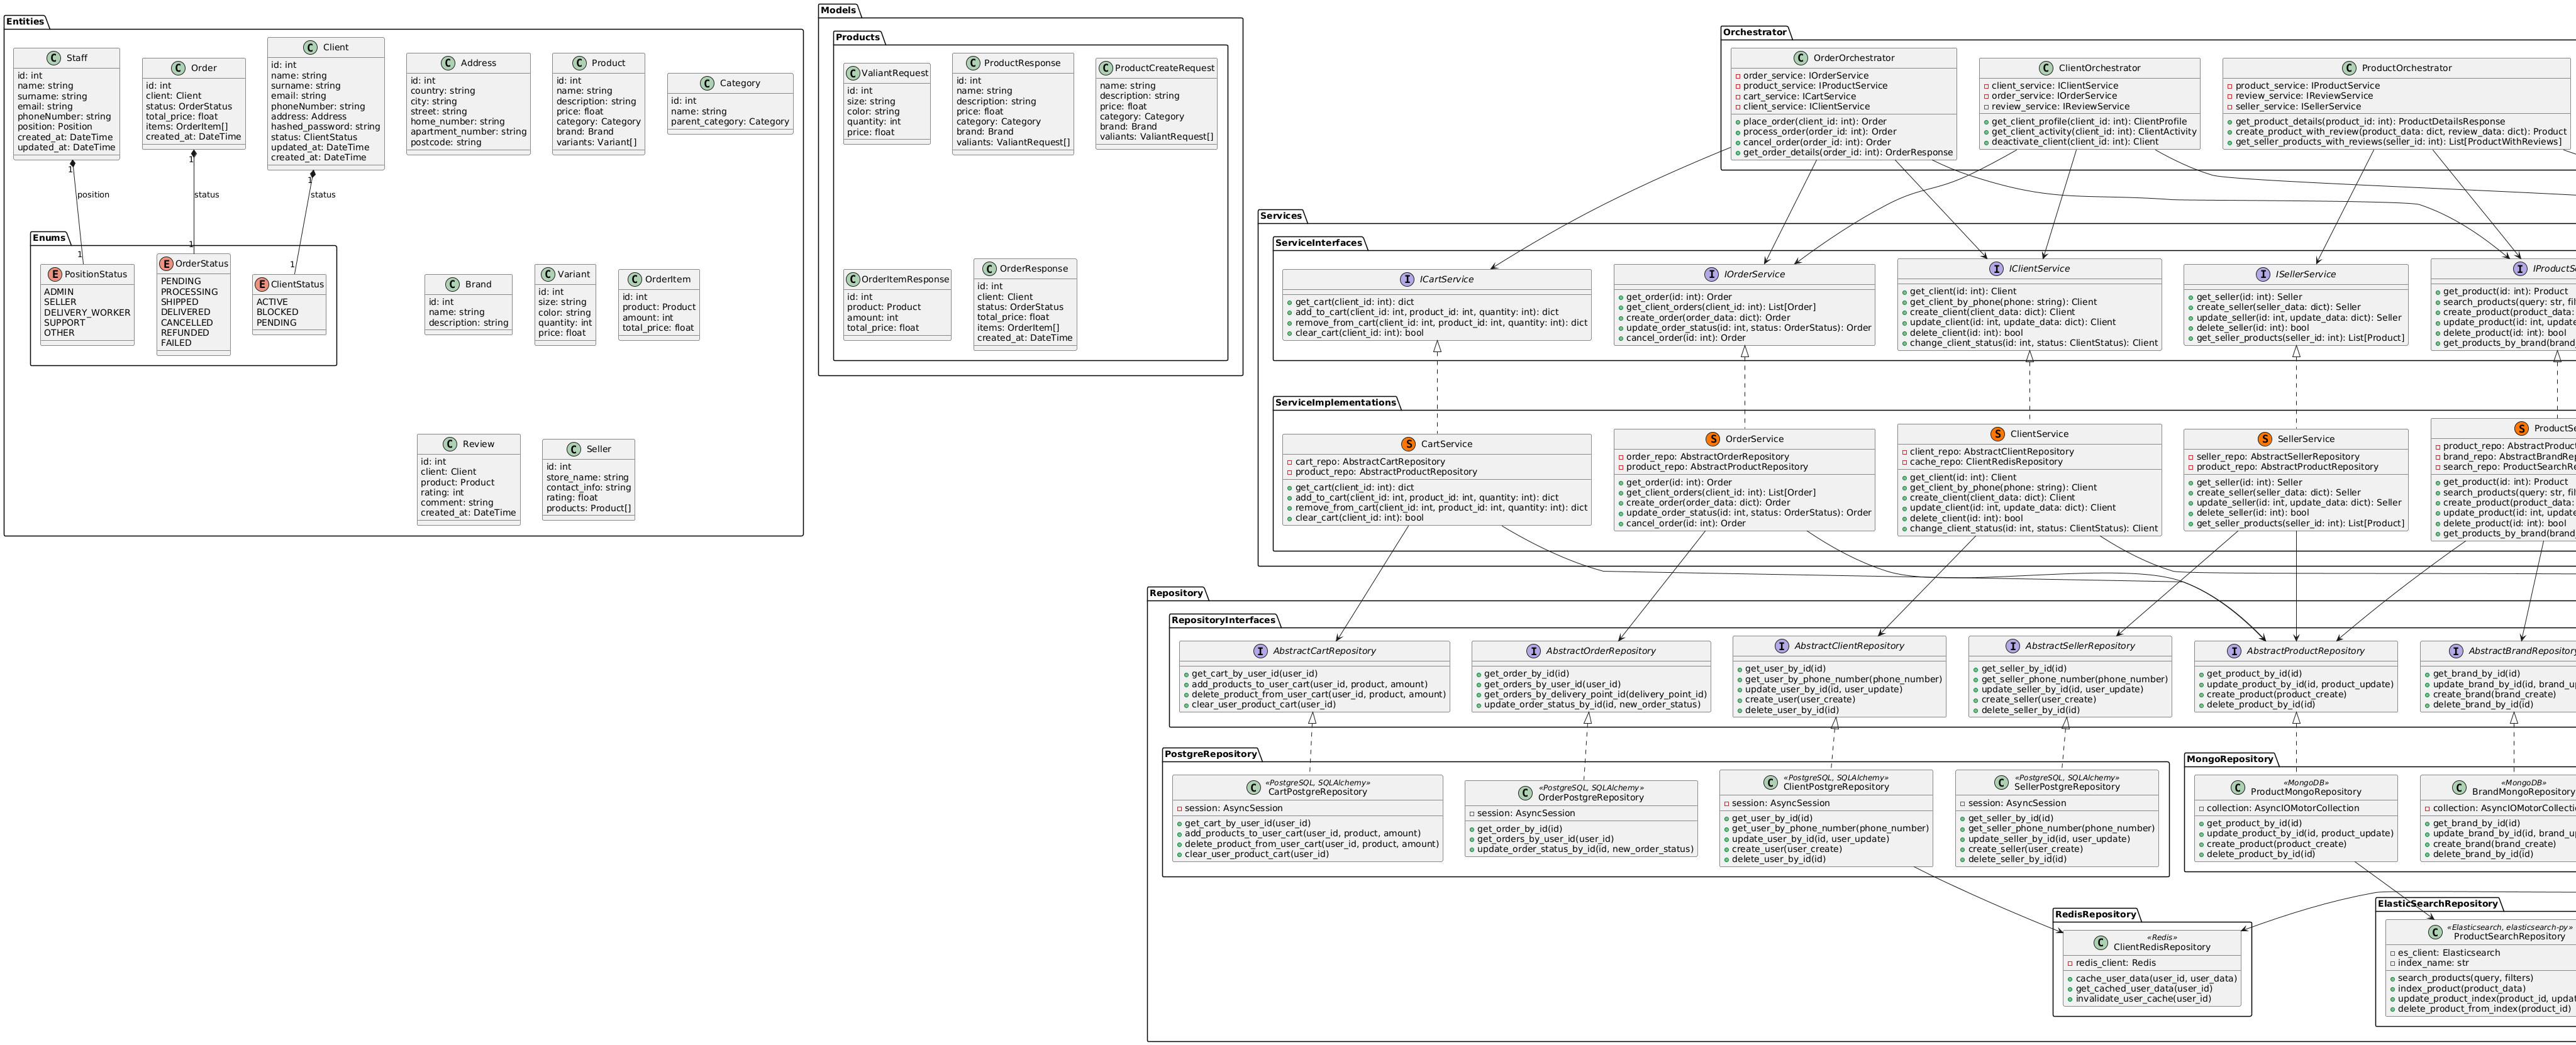 Entities
Staff
id: int
name: string
surname: string
email: string
phoneNumber: string
position: Position
created_at: DateTime
updated_at: DateTime
Order
id: int
client: Client
status: OrderStatus
total_price: float
items: OrderItem[]
created_at: DateTime
Client
id: int
name: string
surname: string
email: string
phoneNumber: string
address: Address
hashed_password: string
status: ClientStatus
updated_at: DateTime
created_at: DateTime
Address
id: int
country: string
city: string
street: string
home_number: string
apartment_number: string
postcode: string
Product
id: int
name: string
description: string
price: float
category: Category
brand: Brand
variants: Variant[]
Category
id: int
name: string
parent_category: Category
1
position
1
1
status
1
1
status
1
Enums
PositionStatus
ADMIN
SELLER
DELIVERY_WORKER
SUPPORT
OTHER
OrderStatus
PENDING
PROCESSING
SHIPPED
DELIVERED
CANCELLED
REFUNDED
FAILED
ClientStatus
ACTIVE
BLOCKED
PENDING
Brand
id: int
name: string
description: string
Variant
id: int
size: string
color: string
quantity: int
price: float
OrderItem
id: int
product: Product
amount: int
total_price: float
Review
id: int
client: Client
product: Product
rating: int
comment: string
created_at: DateTime
Seller
id: int
store_name: string
contact_info: string
rating: float
products: Product[]
Models
Products
ValiantRequest
id: int
size: string
color: string
quantity: int
price: float
ProductResponse
id: int
name: string
description: string
price: float
category: Category
brand: Brand
valiants: ValiantRequest[]
ProductCreateRequest
name: string
description: string
price: float
category: Category
brand: Brand
valiants: ValiantRequest[]
OrderItemResponse
id: int
product: Product
amount: int
total_price: float
OrderResponse
id: int
client: Client
status: OrderStatus
total_price: float
items: OrderItem[]
created_at: DateTime
Orchestrator
OrderOrchestrator
order_service: IOrderService
product_service: IProductService
cart_service: ICartService
client_service: IClientService
place_order(client_id: int): Order
process_order(order_id: int): Order
cancel_order(order_id: int): Order
get_order_details(order_id: int): OrderResponse
ClientOrchestrator
client_service: IClientService
order_service: IOrderService
review_service: IReviewService
get_client_profile(client_id: int): ClientProfile
get_client_activity(client_id: int): ClientActivity
deactivate_client(client_id: int): Client
ProductOrchestrator
product_service: IProductService
review_service: IReviewService
seller_service: ISellerService
get_product_details(product_id: int): ProductDetailsResponse
create_product_with_review(product_data: dict, review_data: dict): Product
get_seller_products_with_reviews(seller_id: int): List[ProductWithReviews]
Services
ServiceInterfaces
ICartService
get_cart(client_id: int): dict
add_to_cart(client_id: int, product_id: int, quantity: int): dict
remove_from_cart(client_id: int, product_id: int, quantity: int): dict
clear_cart(client_id: int): bool
IOrderService
get_order(id: int): Order
get_client_orders(client_id: int): List[Order]
create_order(order_data: dict): Order
update_order_status(id: int, status: OrderStatus): Order
cancel_order(id: int): Order
IClientService
get_client(id: int): Client
get_client_by_phone(phone: string): Client
create_client(client_data: dict): Client
update_client(id: int, update_data: dict): Client
delete_client(id: int): bool
change_client_status(id: int, status: ClientStatus): Client
ISellerService
get_seller(id: int): Seller
create_seller(seller_data: dict): Seller
update_seller(id: int, update_data: dict): Seller
delete_seller(id: int): bool
get_seller_products(seller_id: int): List[Product]
IProductSe
get_product(id: int): Product
search_products(query: str, fil
create_product(product_data:
update_product(id: int, update
delete_product(id: int): bool
get_products_by_brand(brand_
ServiceImplementations
CartService
cart_repo: AbstractCartRepository
product_repo: AbstractProductRepository
get_cart(client_id: int): dict
add_to_cart(client_id: int, product_id: int, quantity: int): dict
remove_from_cart(client_id: int, product_id: int, quantity: int): dict
clear_cart(client_id: int): bool
OrderService
order_repo: AbstractOrderRepository
product_repo: AbstractProductRepository
get_order(id: int): Order
get_client_orders(client_id: int): List[Order]
create_order(order_data: dict): Order
update_order_status(id: int, status: OrderStatus): Order
cancel_order(id: int): Order
ClientService
client_repo: AbstractClientRepository
cache_repo: ClientRedisRepository
get_client(id: int): Client
get_client_by_phone(phone: string): Client
create_client(client_data: dict): Client
update_client(id: int, update_data: dict): Client
delete_client(id: int): bool
change_client_status(id: int, status: ClientStatus): Client
SellerService
seller_repo: AbstractSellerRepository
product_repo: AbstractProductRepository
get_seller(id: int): Seller
create_seller(seller_data: dict): Seller
update_seller(id: int, update_data: dict): Seller
delete_seller(id: int): bool
get_seller_products(seller_id: int): List[Product]
ProductSe
product_repo: AbstractProduct
brand_repo: AbstractBrandRep
search_repo: ProductSearchRe
get_product(id: int): Product
search_products(query: str, fil
create_product(product_data:
update_product(id: int, update
delete_product(id: int): bool
get_products_by_brand(brand_
Repository
RepositoryInterfaces
AbstractCartRepository
get_cart_by_user_id(user_id)
add_products_to_user_cart(user_id, product, amount)
delete_product_from_user_cart(user_id, product, amount)
clear_user_product_cart(user_id)
AbstractOrderRepository
get_order_by_id(id)
get_orders_by_user_id(user_id)
get_orders_by_delivery_point_id(delivery_point_id)
update_order_status_by_id(id, new_order_status)
AbstractClientRepository
get_user_by_id(id)
get_user_by_phone_number(phone_number)
update_user_by_id(id, user_update)
create_user(user_create)
delete_user_by_id(id)
AbstractSellerRepository
get_seller_by_id(id)
get_seller_phone_number(phone_number)
update_seller_by_id(id, user_update)
create_seller(user_create)
delete_seller_by_id(id)
AbstractProductRepository
get_product_by_id(id)
update_product_by_id(id, product_update)
create_product(product_create)
delete_product_by_id(id)
AbstractBrandRepository
get_brand_by_id(id)
update_brand_by_id(id, brand_up
create_brand(brand_create)
delete_brand_by_id(id)
PostgreRepository
«PostgreSQL, SQLAlchemy»
CartPostgreRepository
session: AsyncSession
get_cart_by_user_id(user_id)
add_products_to_user_cart(user_id, product, amount)
delete_product_from_user_cart(user_id, product, amount)
clear_user_product_cart(user_id)
«PostgreSQL, SQLAlchemy»
OrderPostgreRepository
session: AsyncSession
get_order_by_id(id)
get_orders_by_user_id(user_id)
update_order_status_by_id(id, new_order_status)
«PostgreSQL, SQLAlchemy»
ClientPostgreRepository
session: AsyncSession
get_user_by_id(id)
get_user_by_phone_number(phone_number)
update_user_by_id(id, user_update)
create_user(user_create)
delete_user_by_id(id)
«PostgreSQL, SQLAlchemy»
SellerPostgreRepository
session: AsyncSession
get_seller_by_id(id)
get_seller_phone_number(phone_number)
update_seller_by_id(id, user_update)
create_seller(user_create)
delete_seller_by_id(id)
MongoRepository
«MongoDB»
ProductMongoRepository
collection: AsyncIOMotorCollection
get_product_by_id(id)
update_product_by_id(id, product_update)
create_product(product_create)
delete_product_by_id(id)
«MongoDB»
BrandMongoRepository
collection: AsyncIOMotorCollectio
get_brand_by_id(id)
update_brand_by_id(id, brand_up
create_brand(brand_create)
delete_brand_by_id(id)
RedisRepository
«Redis»
ClientRedisRepository
redis_client: Redis
cache_user_data(user_id, user_data)
get_cached_user_data(user_id)
invalidate_user_cache(user_id)
ElasticSearchRepository
«Elasticsearch, elasticsearch-py»
ProductSearchRepository
es_client: Elasticsearch
index_name: str
search_products(query, filters)
index_product(product_data)
update_product_index(product_id, updat
delete_product_from_index(product_id)